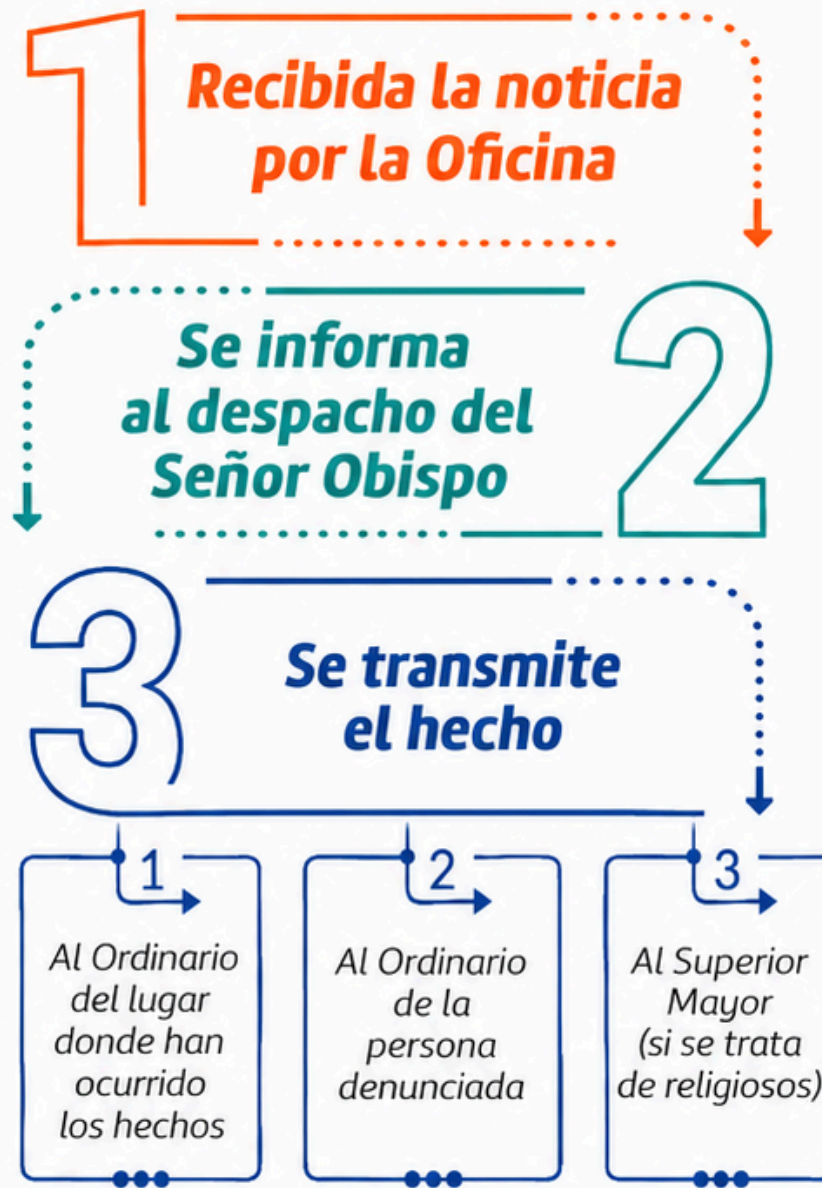 1
Recibida la noticia
por la Oficina
2
Se informa
al despacho del
Señor Obispo
3
Se transmite
el hecho
1
Al Ordinario
del lugar
donde han
ocurrido
los hechos
2
Al Ordinario
de la
persona
denunciada
3
Al Superior
Mayor
(si se trata
de religiosos)